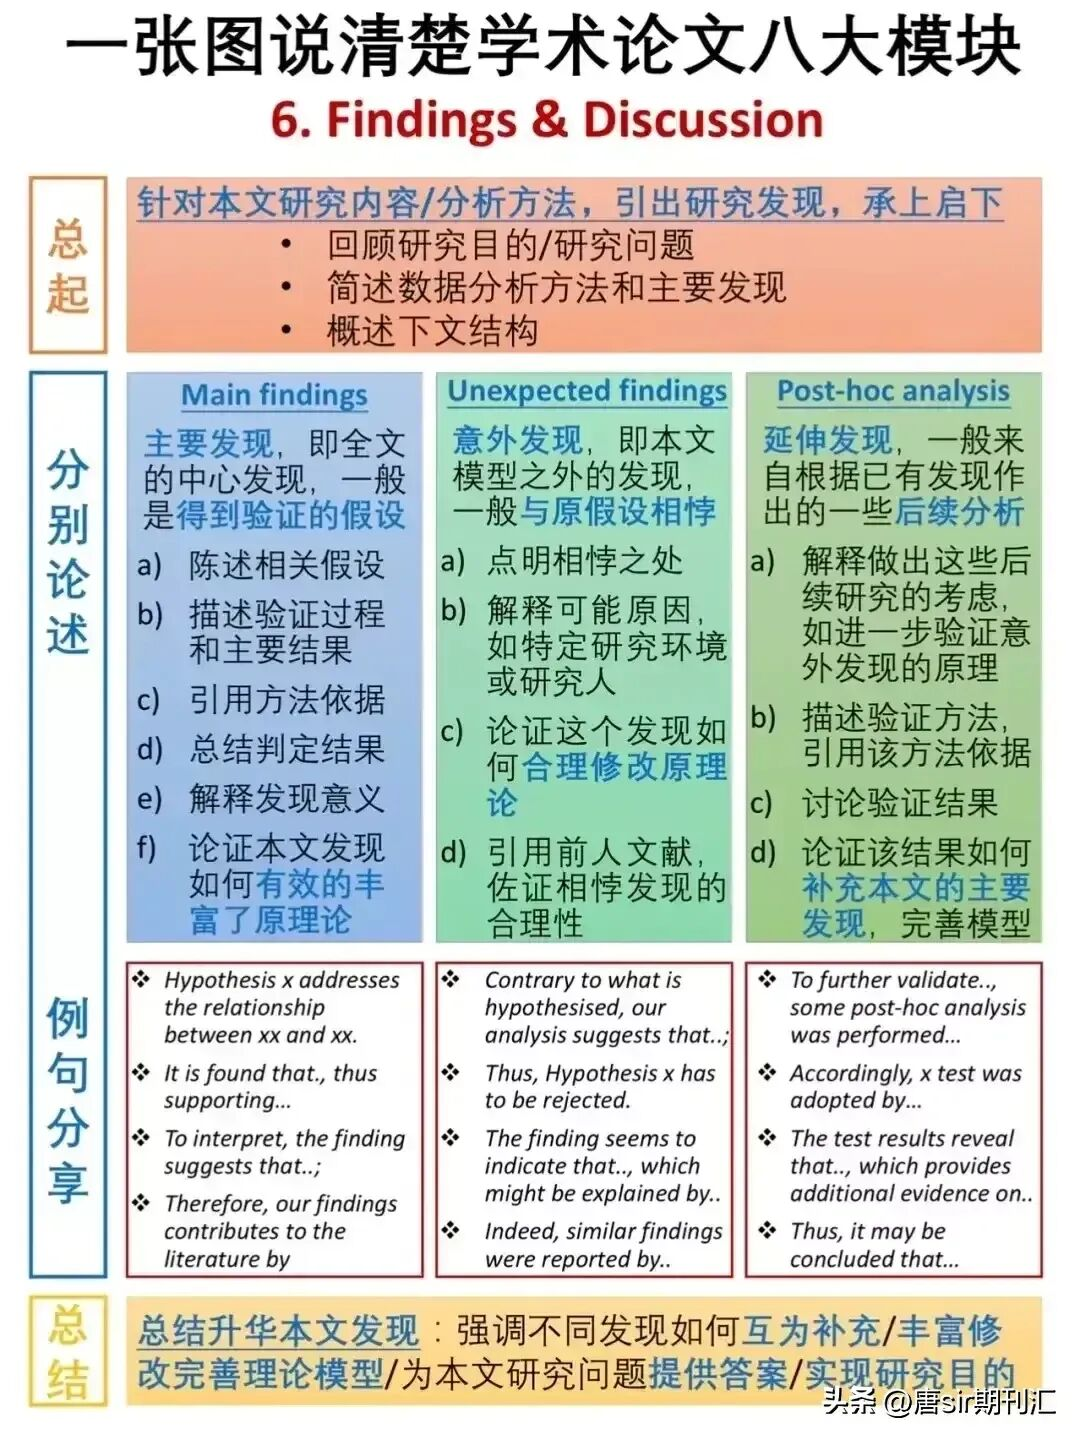 一张图说清楚学术论文八大模块
6. Findings & Discussion
总起
针对本文研究内容/分析方法，引出研究发现，承上启下
• 回顾研究目的/研究问题
• 简述数据分析方法和主要发现
• 概述下文结构
分别论述
Main findings
主要发现，即全文
的中心发现，一般
是得到验证的假设
a) 陈述相关假设
b) 描述验证过程
和主要结果
c) 引用方法依据
d) 总结判定结果
e) 解释发现意义
f) 论证本文发现
如何有效的丰
富了原理论
Unexpected findings
意外发现，即本文
模型之外的发现，
一般与原假设相悖
a) 点明相悖之处
b) 解释可能原因，
如特定研究环境
或研究人
c) 论证这个发现如
何合理修改原理
论
d) 引用前人文献，
佐证相悖发现的
合理性
Post-hoc analysis
延伸发现，一般来
自根据已有发现作
出的一些后续分析
a) 解释做出这些后
续研究的考虑，
如进一步验证意
外发现的原理
b) 描述验证方法，
引用该方法依据
c) 讨论验证结果
d) 论证该结果如何
补充本文的主要
发现，完善模型
例句分享
❖ Hypothesis x addresses
the relationship
between xx and xx.
❖ It is found that., thus
supporting...
❖ To interpret, the finding
suggests that..;
❖ Therefore, our findings
contributes to the
literature by
❖ Contrary to what is
hypothesised, our
analysis suggests that..;
❖ Thus, Hypothesis x has
to be rejected.
❖ The finding seems to
indicate that.., which
might be explained by..
❖ Indeed, similar findings
were reported by..
❖ To further validate..,
some post-hoc analysis
was performed...
❖ Accordingly, x test was
adopted by...
❖ The test results reveal
that.., which provides
additional evidence on..
❖ Thus, it may be
concluded that...
总结
总结升华本文发现：强调不同发现如何互为补充/丰富修
改完善理论模型/为本文研究问题提供答案/实现研究目的
头条 @唐sir期刊汇